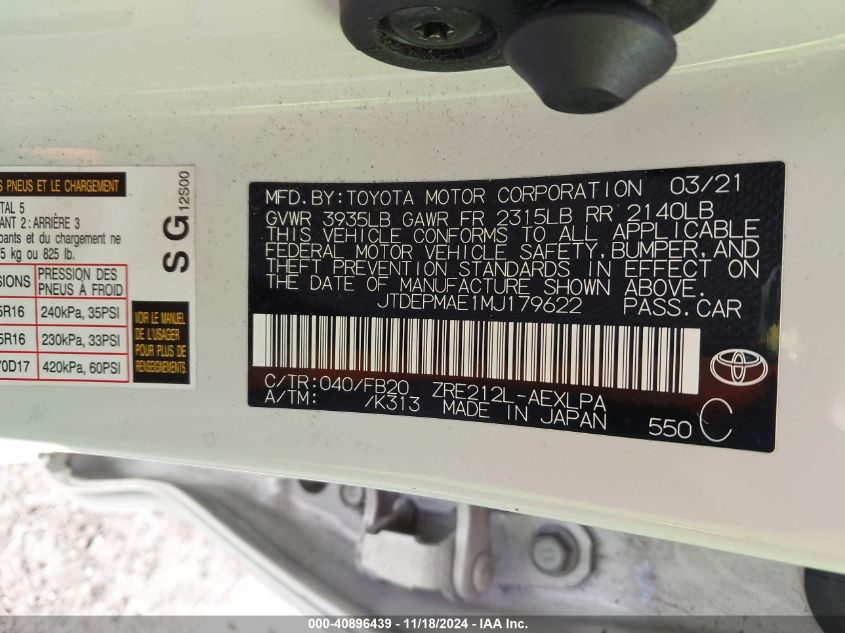 S PNEUS ET LE CHARGEMENT
TAL 5
ANT 2 : ARRIÈRE 3
pants et du chargement ne
75 kg ou 825 lb.
SIONS PRESSION DES PNEUS À FROID
5R16 240kPa, 35PSI
5R16 230kPa, 33PSI
70D17 420kPa, 60PSI
VOIR LE MANUEL
DE L'USAGER
POUR PLUS DE
RENSEIGNEMENTS.
SG 12S00
MFD. BY: TOYOTA MOTOR CORPORATION 03/21
GVWR 3935LB GAWR FR 2315LB RR 2140LB
THIS VEHICLE CONFORMS TO ALL APPLICABLE
FEDERAL MOTOR VEHICLE SAFETY, BUMPER, AND
THEFT PREVENTION STANDARDS IN EFFECT ON
THE DATE OF MANUFACTURE SHOWN ABOVE.
JTDEPMAE1MJ179622 PASS. CAR
C/TR: 040/FB20 ZRE212L-AEXLPA
A/TM: /K313 MADE IN JAPAN 550 C
TOYOTA
000-40896439 - 11/18/2024 - IAA Inc.